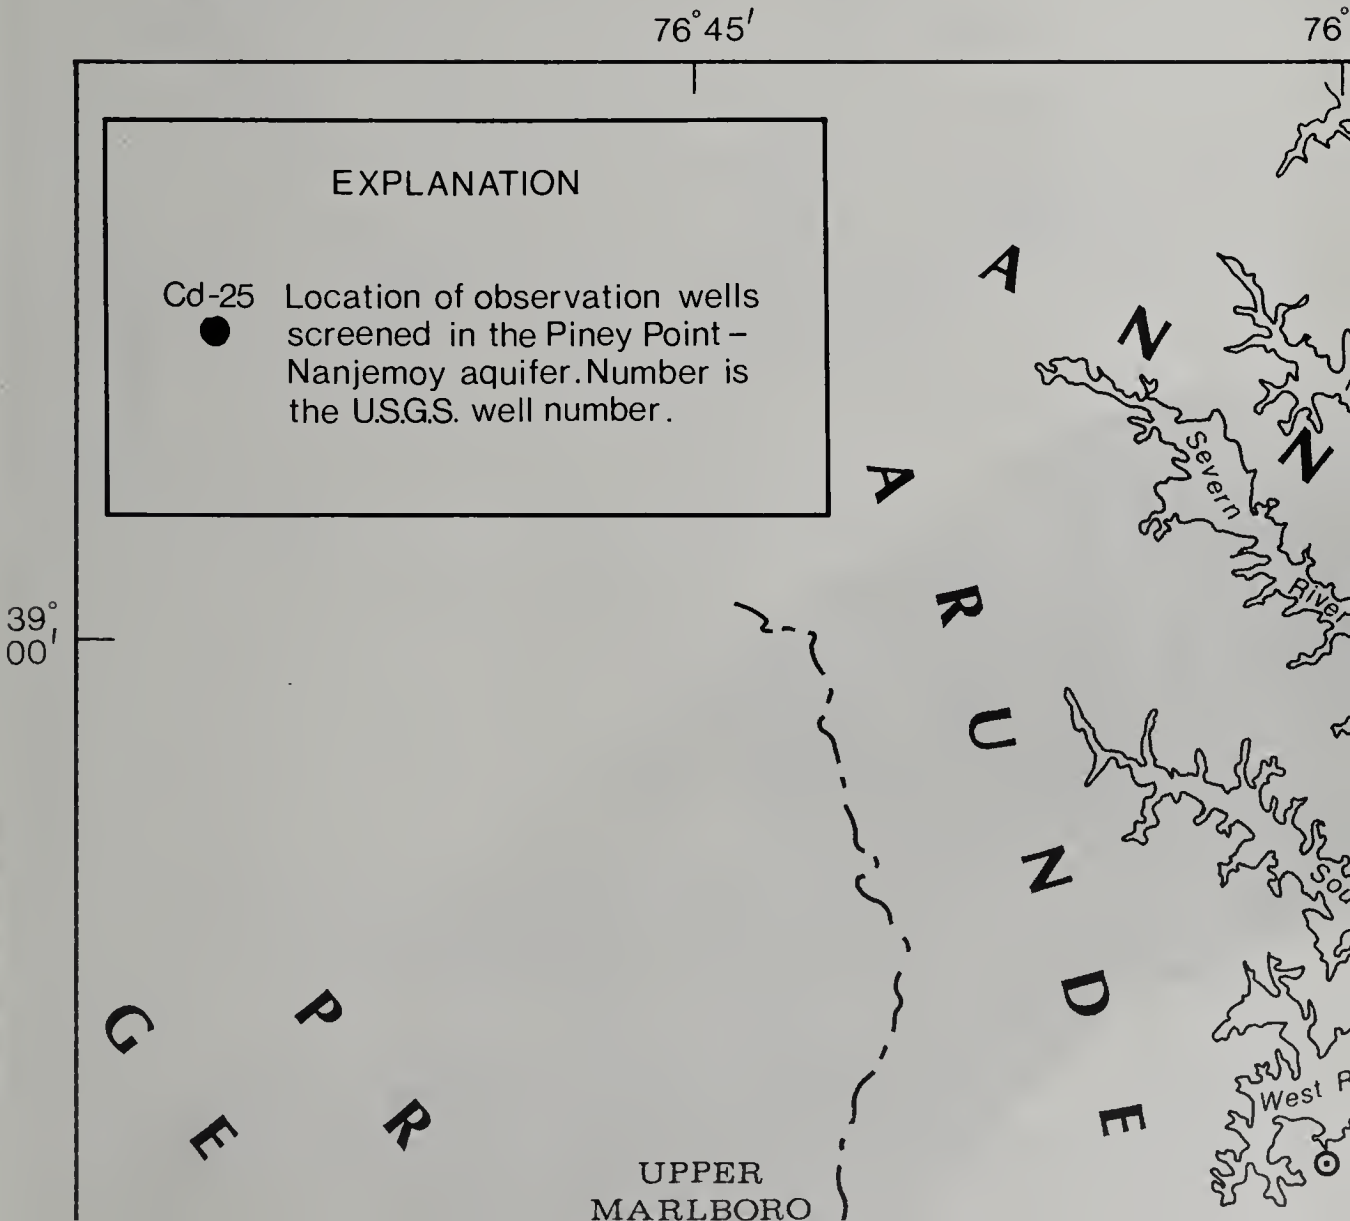 76°45'
76°
EXPLANATION
Cd-25 Location of observation wells
screened in the Piney Point –
Nanjemoy aquifer. Number is
the U.S.G.S. well number.
A
N
N
A
R
U
N
D
E
Severn
River
39°
00'
Sou
West R
G
E
P
R
UPPER
MARLBORO